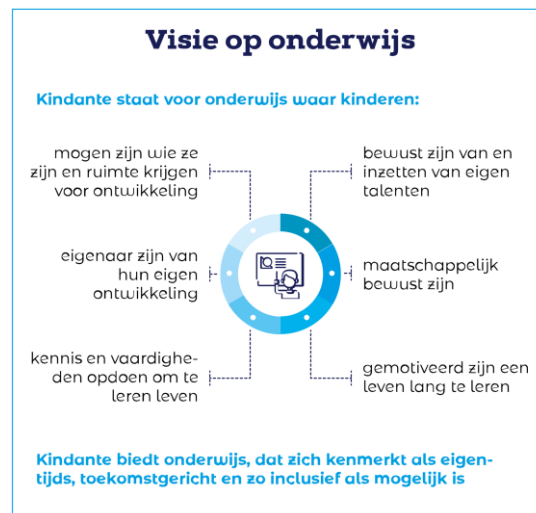 Visie op onderwijs
Kindante staat voor onderwijs waar kinderen:
mogen zijn wie ze
zijn en ruimte krijgen
voor ontwikkeling
bewust zijn van en
inzetten van eigen
talenten
eigenaar zijn van
hun eigen
ontwikkeling
maatschappelijk
bewust zijn
kennis en vaardighe-
den opdoen om te
leren leven
gemotiveerd zijn een
leven lang te leren
Kindante biedt onderwijs, dat zich kenmerkt als eigen-
tijds, toekomstgericht en zo inclusief als mogelijk is